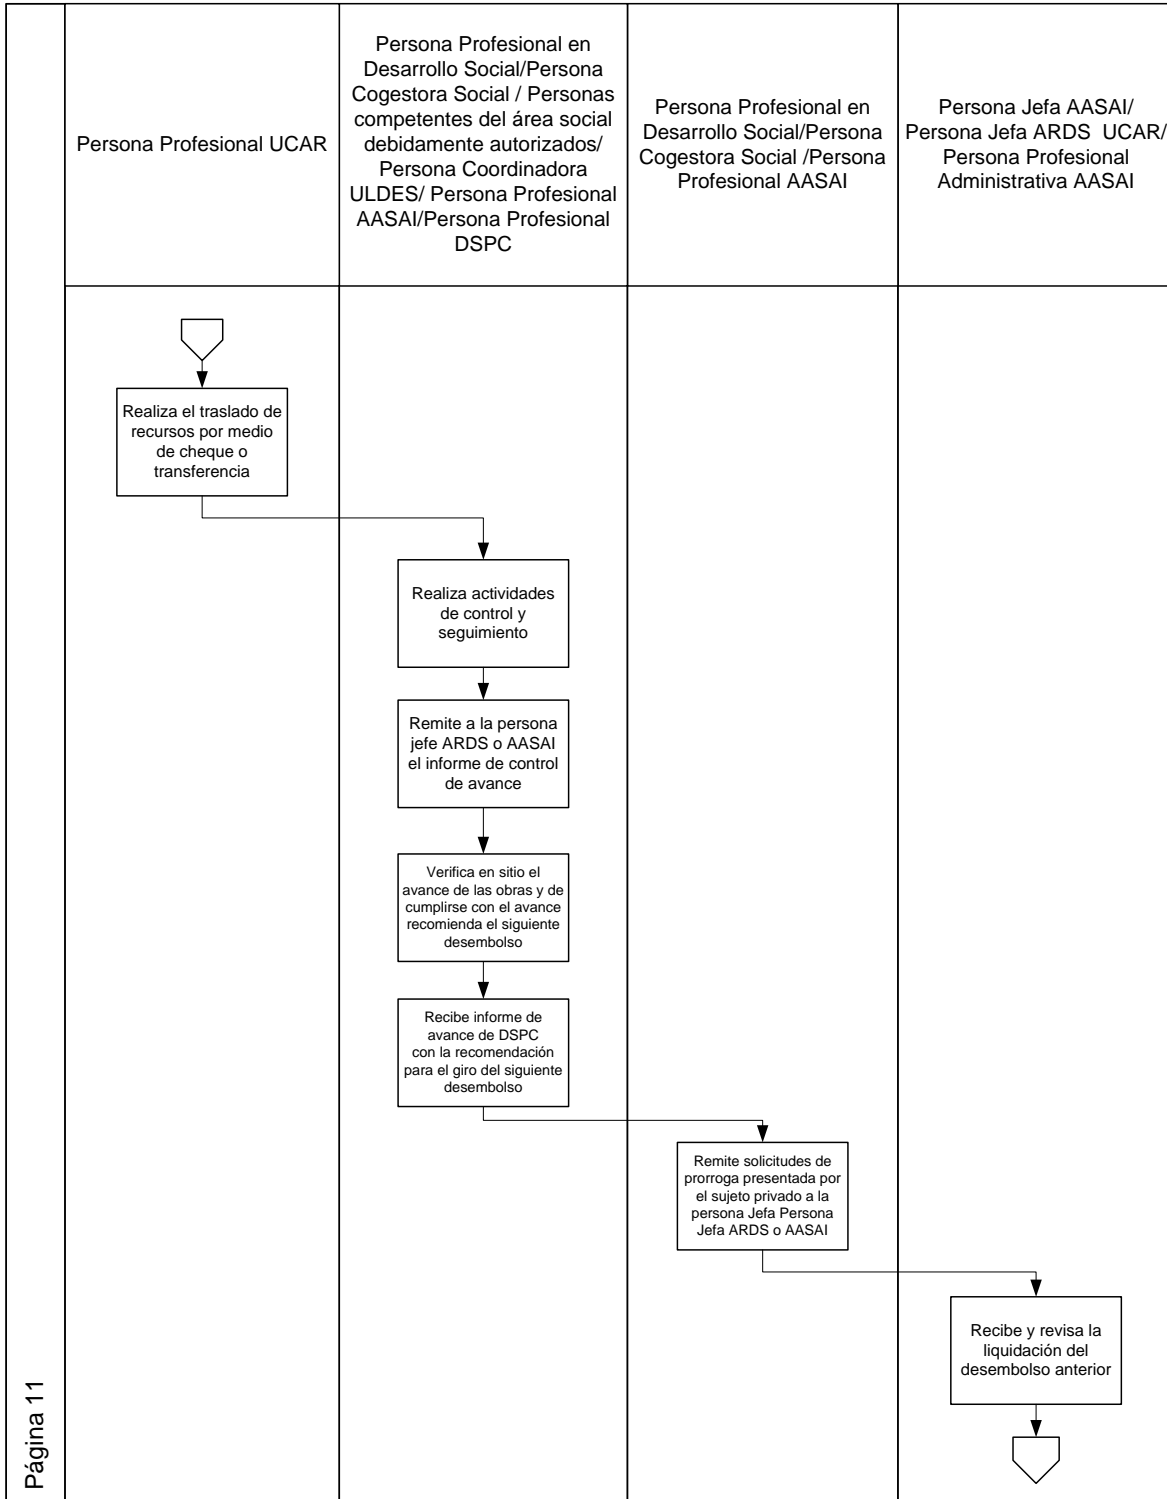 Persona Profesional UCAR
Persona Profesional en
Desarrollo Social/Persona
Cogestora Social / Personas
competentes del área social
debidamente autorizados/
Persona Coordinadora
ULDES/ Persona Profesional
AASAI/Persona Profesional
DSPC
Persona Profesional en
Desarrollo Social/Persona
Cogestora Social /Persona
Profesional AASAI
Persona Jefa AASAI/
Persona Jefa ARDS  UCAR/
Persona Profesional
Administrativa AASAI
Realiza el traslado de
recursos por medio
de cheque o
transferencia
Realiza actividades
de control y
seguimiento
Remite a la persona
jefe ARDS o AASAI
el informe de control
de avance
Verifica en sitio el
avance de las obras y de
cumplirse con el avance
recomienda el siguiente
desembolso
Recibe informe de
avance de DSPC
con la recomendación
para el giro del siguiente
desembolso
Remite solicitudes de
prorroga presentada por
el sujeto privado a la
persona Jefa Persona
Jefa ARDS o AASAI
Recibe y revisa la
liquidación del
desembolso anterior
Página 11